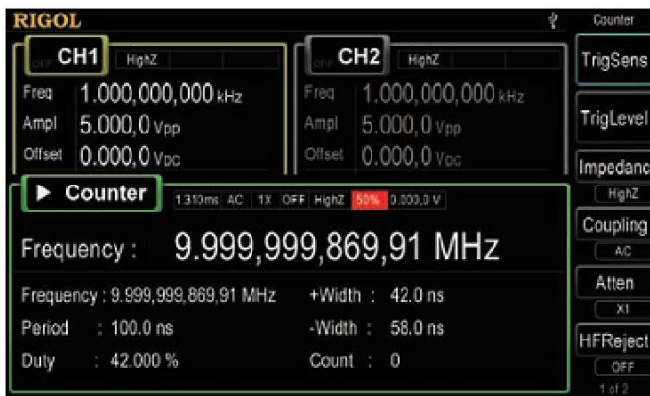 RIGOL Counter
OFF CH1 HighZ
Freq 1.000,000,000 kHz
Ampl 5.000,0 Vpp
Offset 0.000,0 VDC
OFF CH2 HighZ
Freq 1.000,000,000 kHz
Ampl 5.000,0 Vpp
Offset 0.000,0 VDC
Counter 1.310ms AC 1X OFF HighZ 50% 0.000,0 V
Frequency : 9.999,999,869,91 MHz
Frequency : 9.999,999,869,91 MHz +Width : 42.0 ns
Period : 100.0 ns -Width : 58.0 ns
Duty : 42.000 % Count : 0
TrigSens
TrigLevel
Impedanc
HighZ
Coupling
AC
Atten
X1
HFReject
OFF
1 of 2